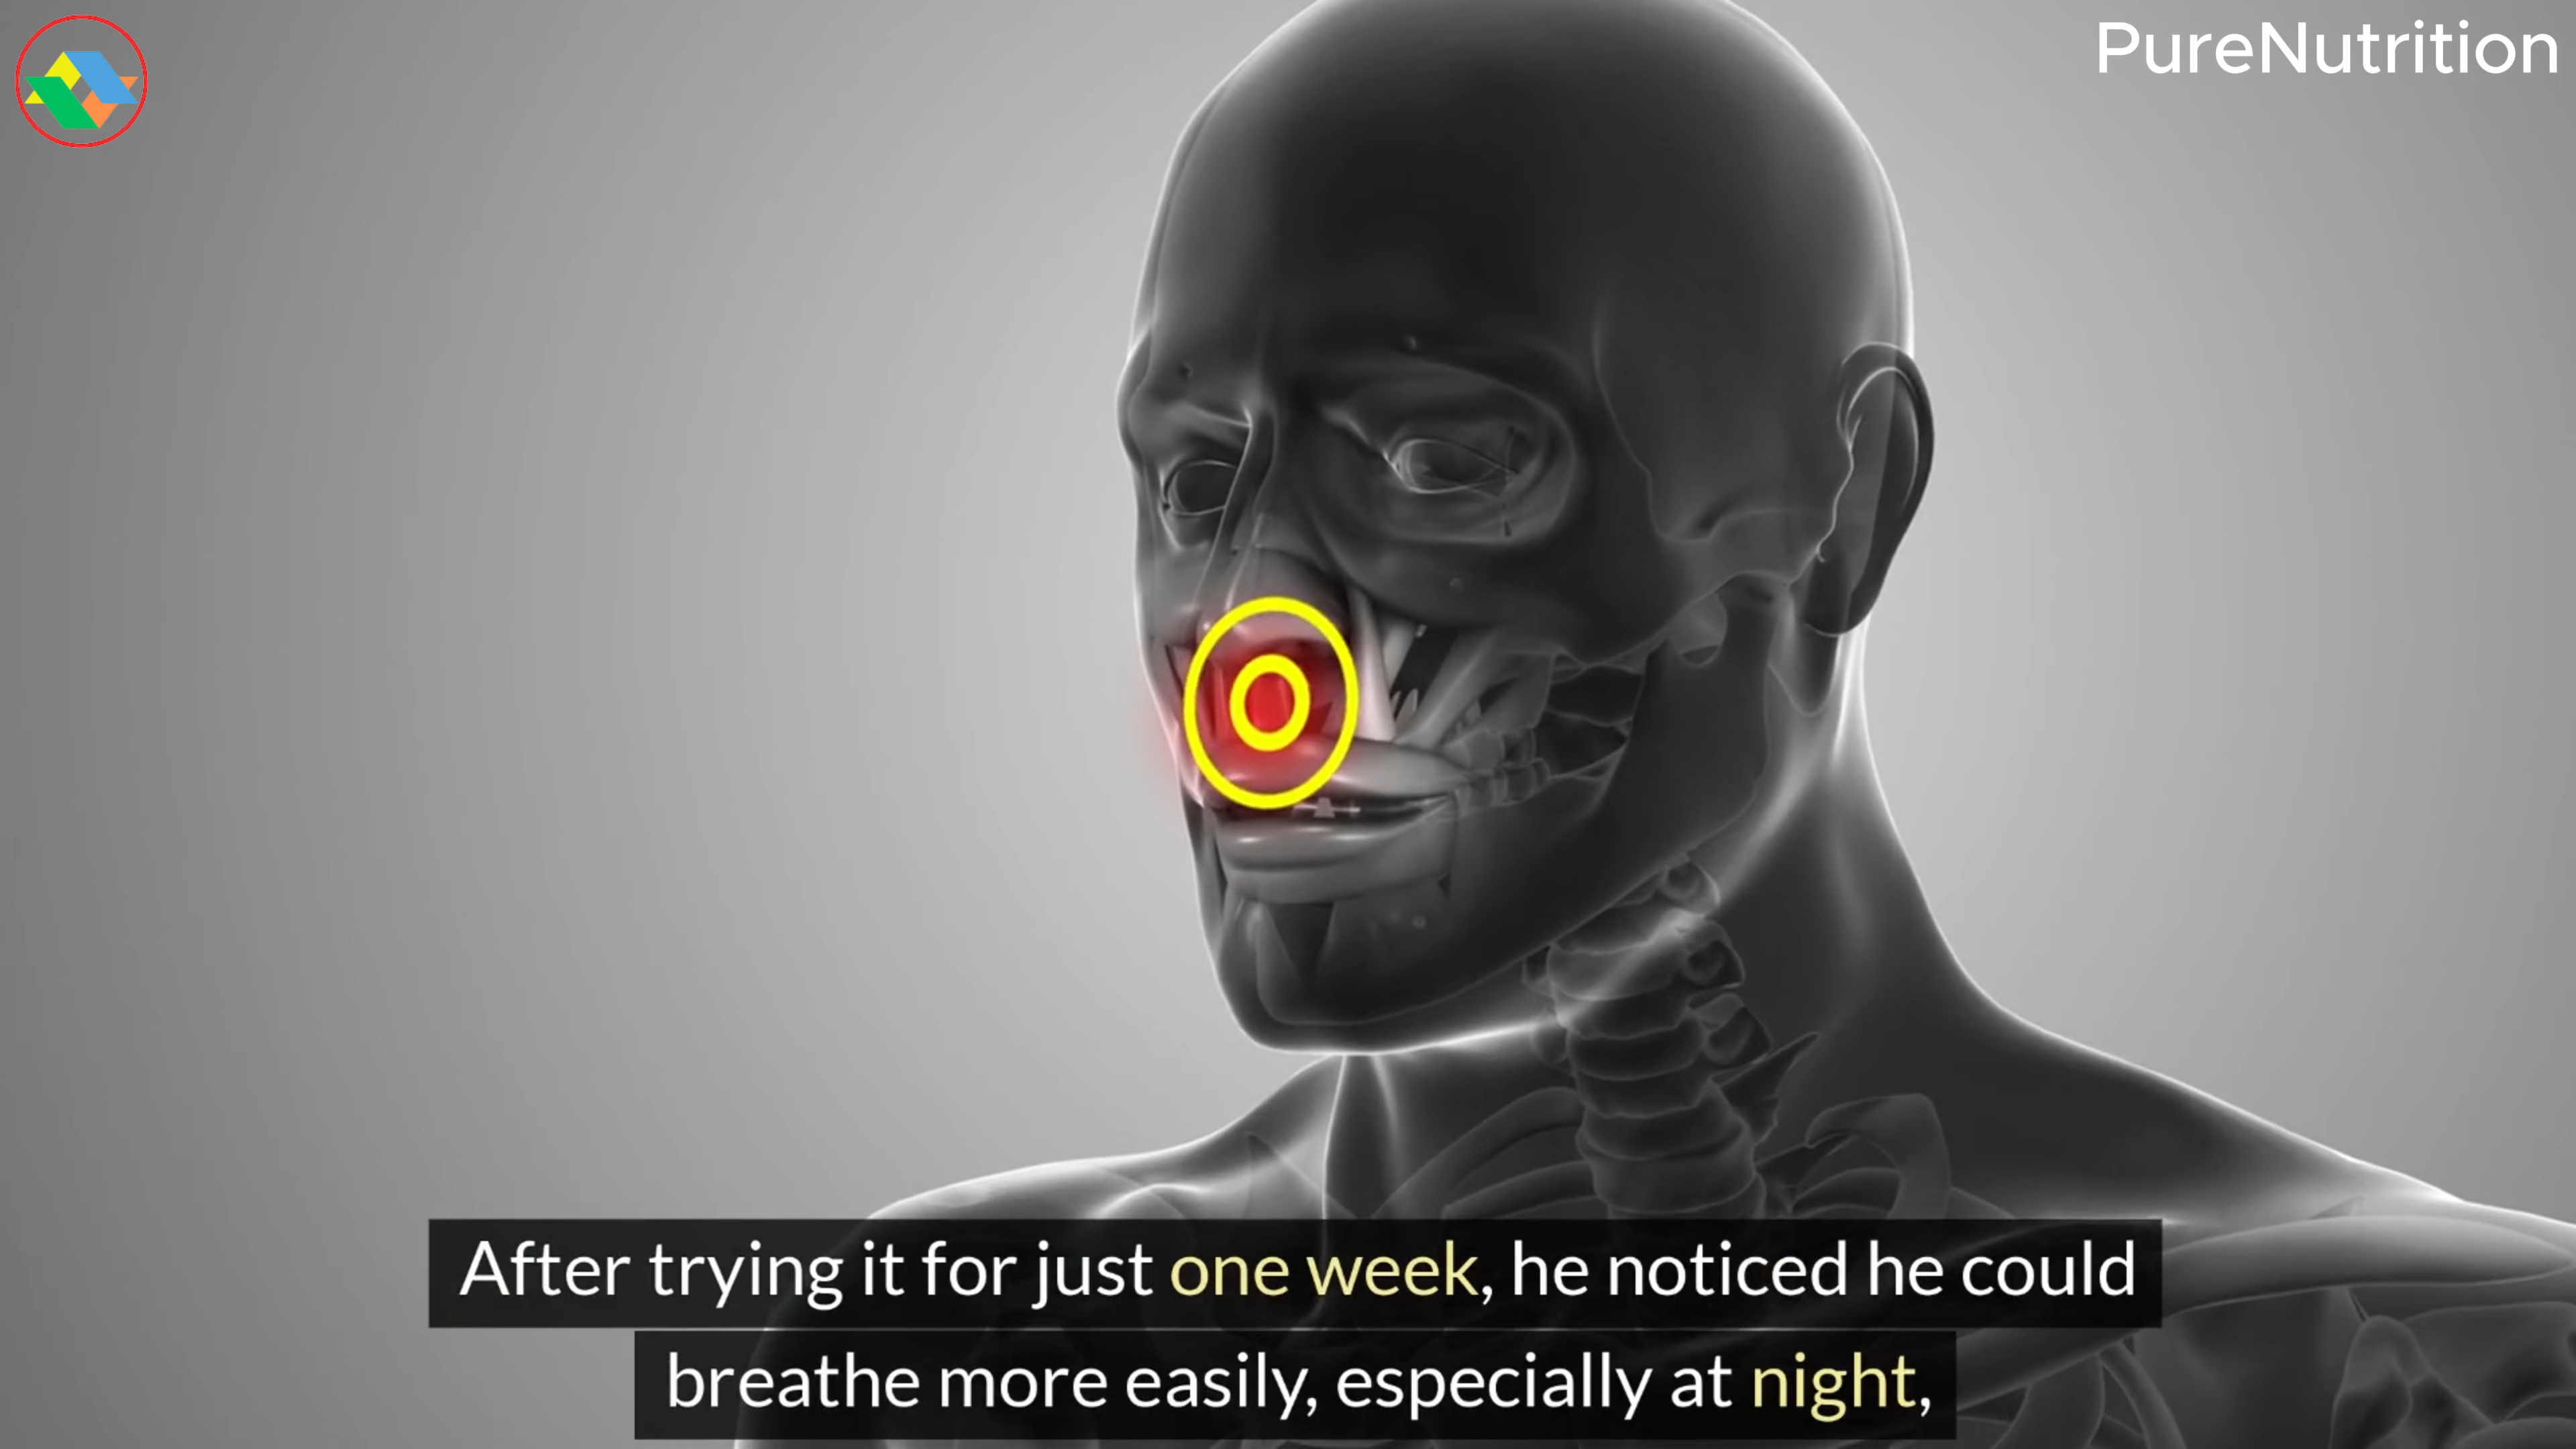 PureNutrition
After trying it for just one week, he noticed he could
breathe more easily, especially at night,